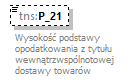 tns:P_21
Wysokość podstawy
opodatkowania z tytułu
wewnątrzwspólnotowej
dostawy towarów